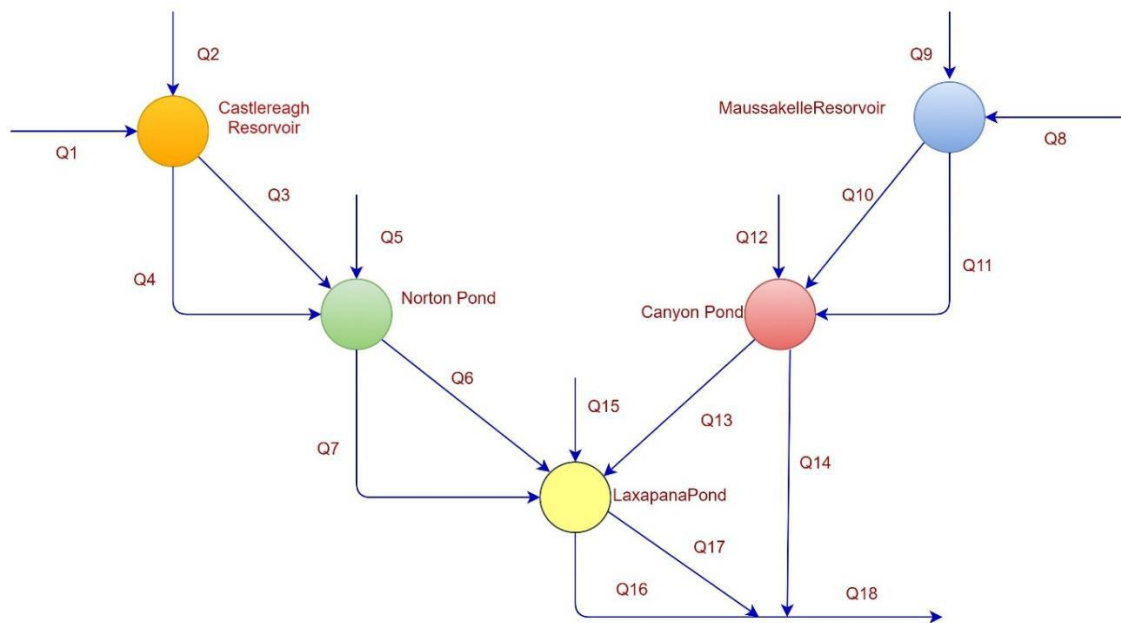 Q2
Q9
Castlereagh
Resorvoir
MaussakelleResorvoir
Q1
Q8
Q3
Q10
Q5
Q12
Q4
Q11
Norton Pond
Canyon Pond
Q6
Q15
Q13
Q7
Q14
LaxapanaPond
Q17
Q16
Q18